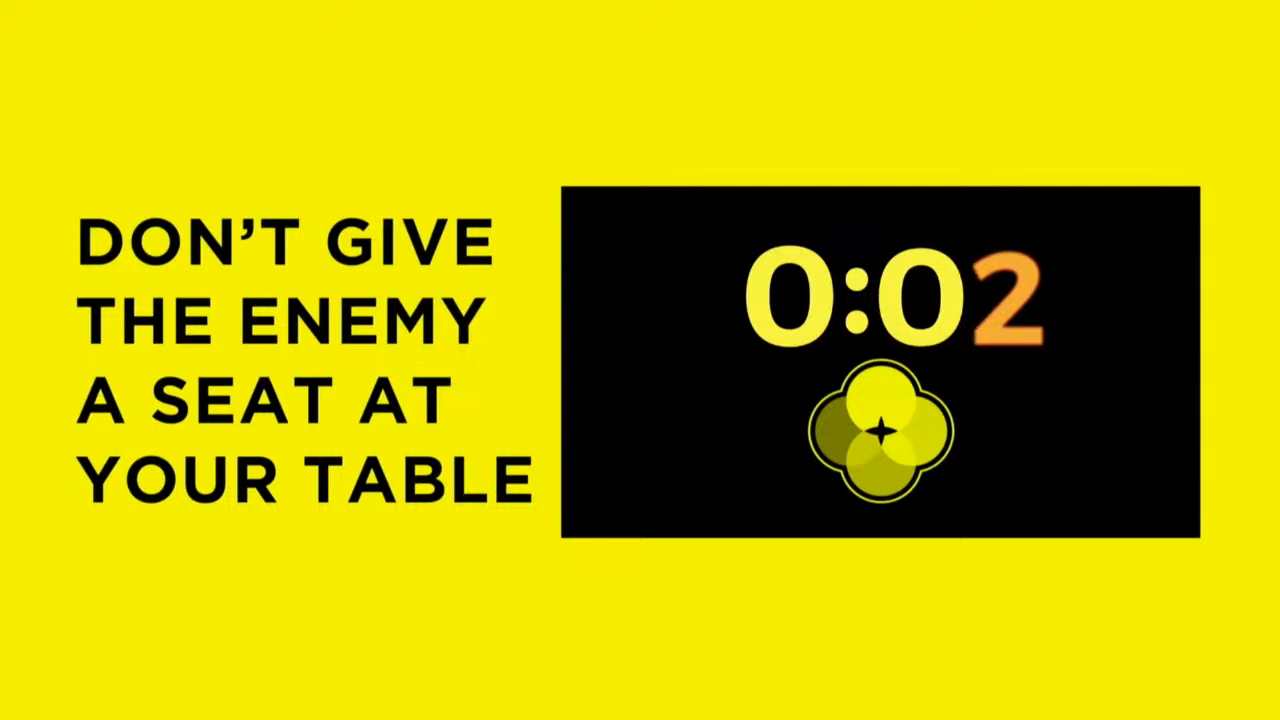 DON’T GIVE
THE ENEMY
A SEAT AT
YOUR TABLE
0:02